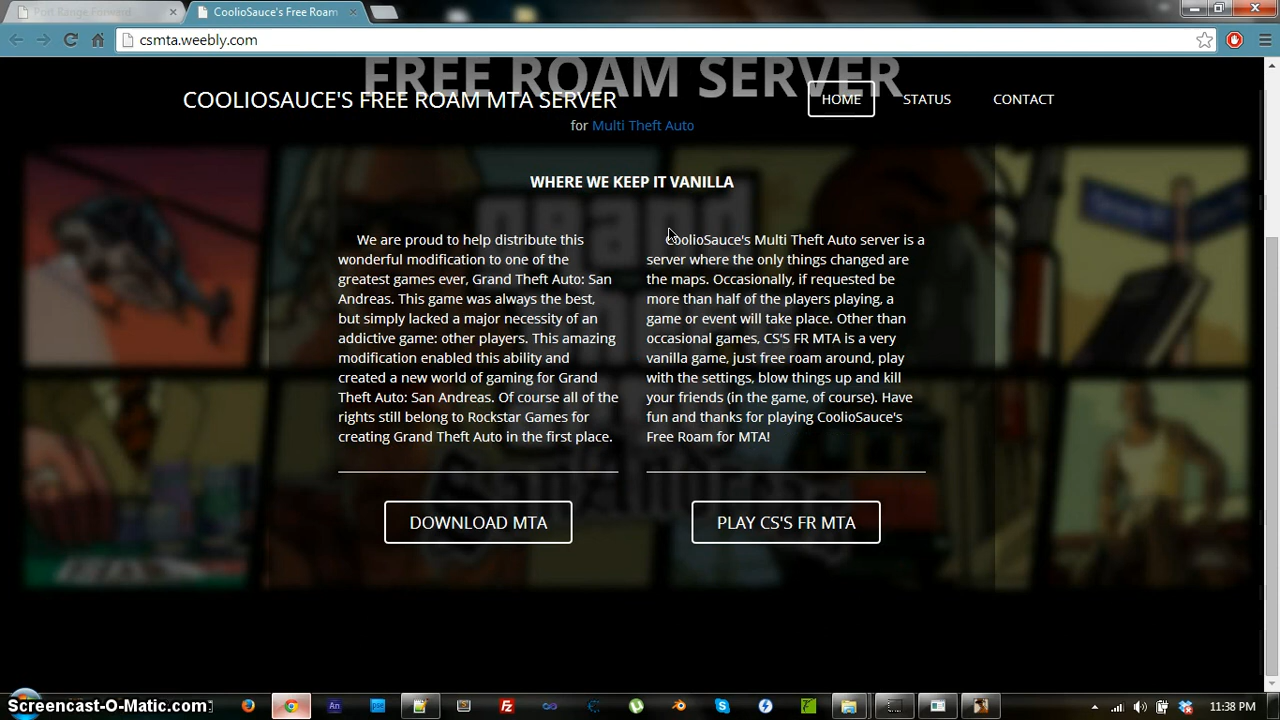 Port Range Forward
CoolioSauce's Free Roam
csmta.weebly.com
FREE ROAM SERVER
COOLIOSAUCE'S FREE ROAM MTA SERVER
HOME
STATUS
CONTACT
for Multi Theft Auto
WHERE WE KEEP IT VANILLA
We are proud to help distribute this
wonderful modification to one of the
greatest games ever, Grand Theft Auto: San
Andreas. This game was always the best,
but simply lacked a major necessity of an
addictive game: other players. This amazing
modification enabled this ability and
created a new world of gaming for Grand
Theft Auto: San Andreas. Of course all of the
rights still belong to Rockstar Games for
creating Grand Theft Auto in the first place.
CoolioSauce's Multi Theft Auto server is a
server where the only things changed are
the maps. Occasionally, if requested be
more than half of the players playing, a
game or event will take place. Other than
occasional games, CS'S FR MTA is a very
vanilla game, just free roam around, play
with the settings, blow things up and kill
your friends (in the game, of course). Have
fun and thanks for playing CoolioSauce's
Free Roam for MTA!
DOWNLOAD MTA
PLAY CS'S FR MTA
Screencast-O-Matic.com
An
11:38 PM